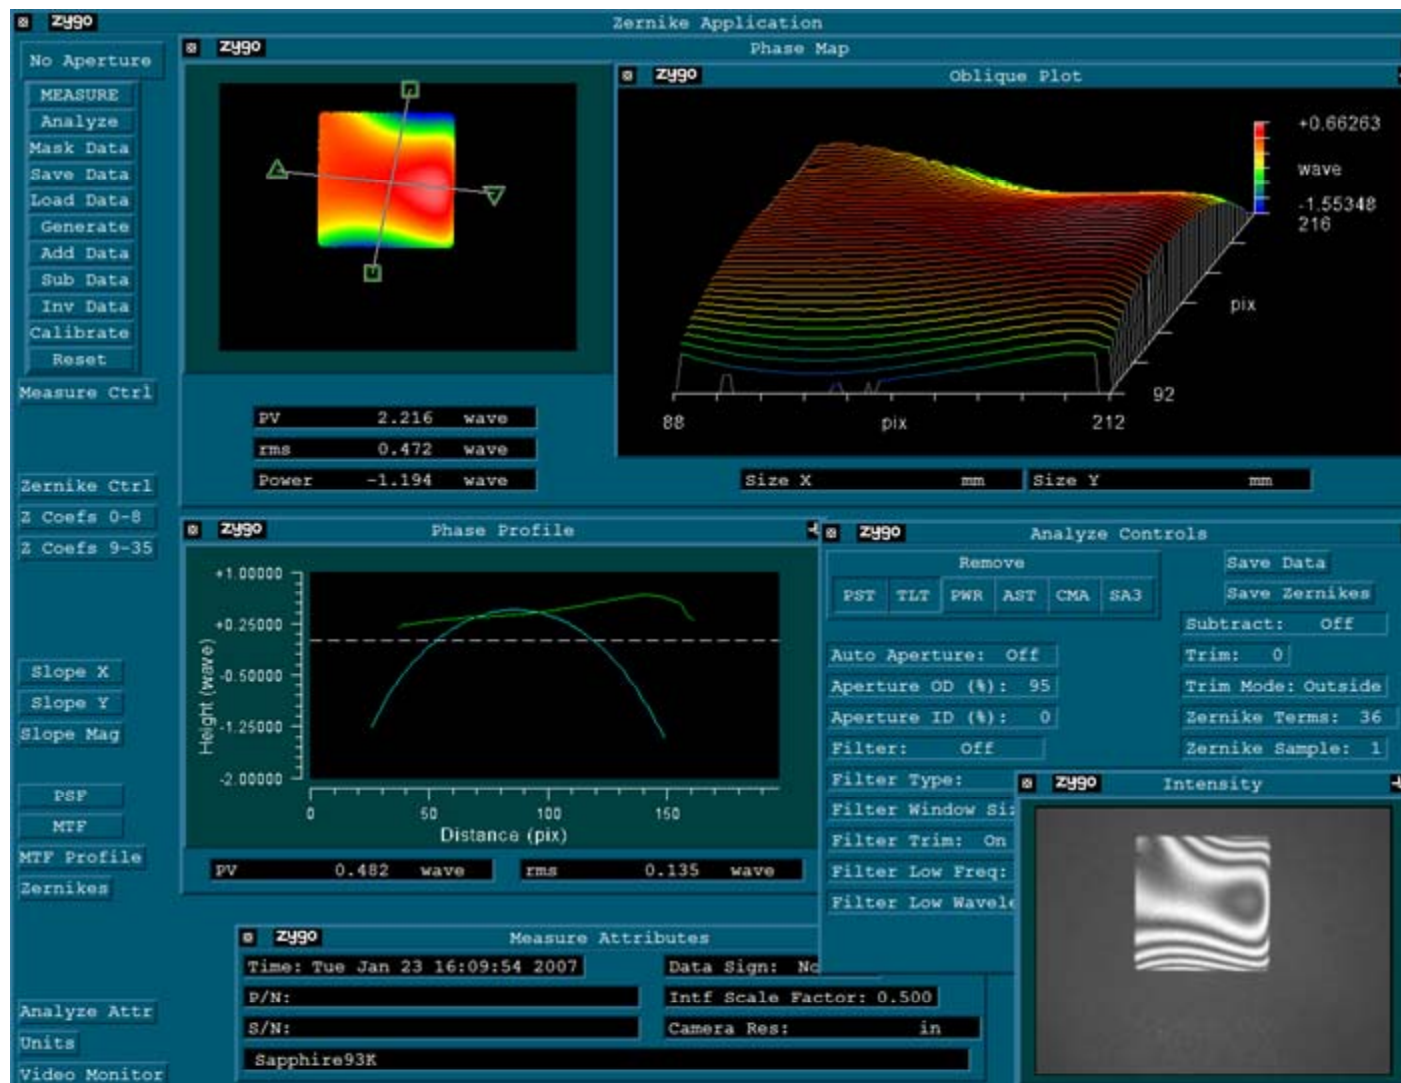 zygo
Zernike Application
No Aperture
MEASURE
Analyze
Mask Data
Save Data
Load Data
Generate
Add Data
Sub Data
Inv Data
Calibrate
Reset
Measure Ctrl
Zernike Ctrl
Z Coefs 0-8
Z Coefs 9-35
Slope X
Slope Y
Slope Mag
PSF
MTF
MTF Profile
Zernikes
Analyze Attr
Units
Video Monitor
zygo
Phase Map
PV 2.216 wave
rms 0.472 wave
Power -1.194 wave
zygo
Oblique Plot
+0.66263
wave
-1.55348
216
pix
92
88
pix
212
Size X mm
Size Y mm
zygo
Phase Profile
+1.00000
+0.25000
-0.50000
-1.25000
-2.00000
Height (wave)
0 50 100 150
Distance (pix)
PV 0.482 wave
rms 0.135 wave
zygo
Analyze Controls
Remove
PST TLT PWR AST CMA SA3
Auto Aperture: Off
Aperture OD (%): 95
Aperture ID (%): 0
Filter: Off
Filter Type:
Filter Window Siz
Filter Trim: On
Filter Low Freq:
Filter Low Wavele
Save Data
Save Zernikes
Subtract: Off
Trim: 0
Trim Mode: Outside
Zernike Terms: 36
Zernike Sample: 1
zygo
Intensity
zygo
Measure Attributes
Time: Tue Jan 23 16:09:54 2007
P/N:
S/N:
Sapphire93K
Data Sign: No
Intf Scale Factor: 0.500
Camera Res: in